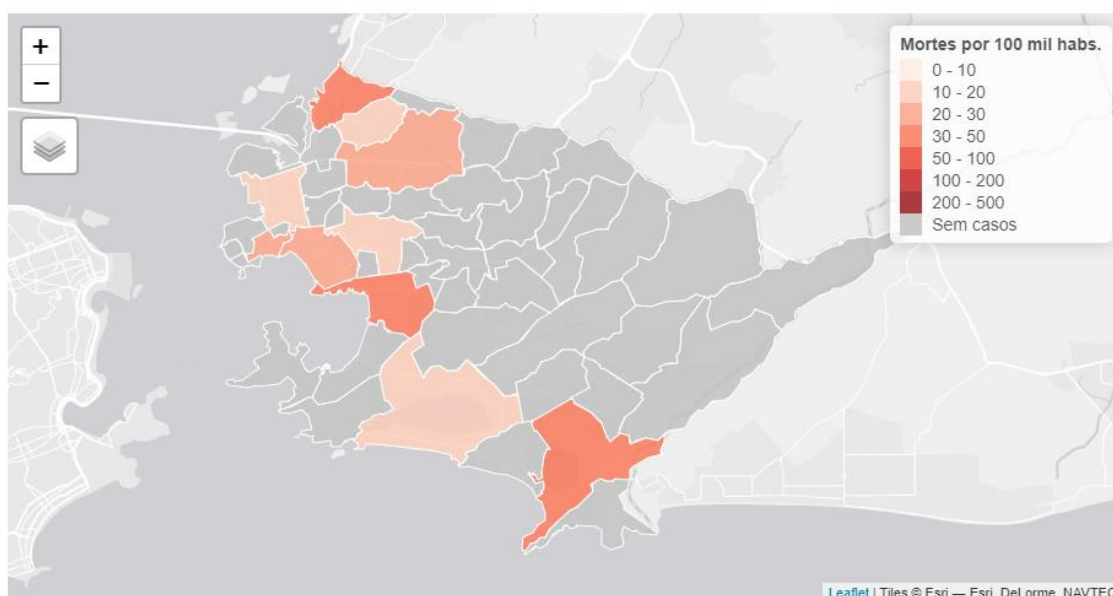 +
−
Mortes por 100 mil habs.
0 - 10
10 - 20
20 - 30
30 - 50
50 - 100
100 - 200
200 - 500
Sem casos
Leaflet | Tiles © Esri — Esri, DeLorme, NAVTEQ